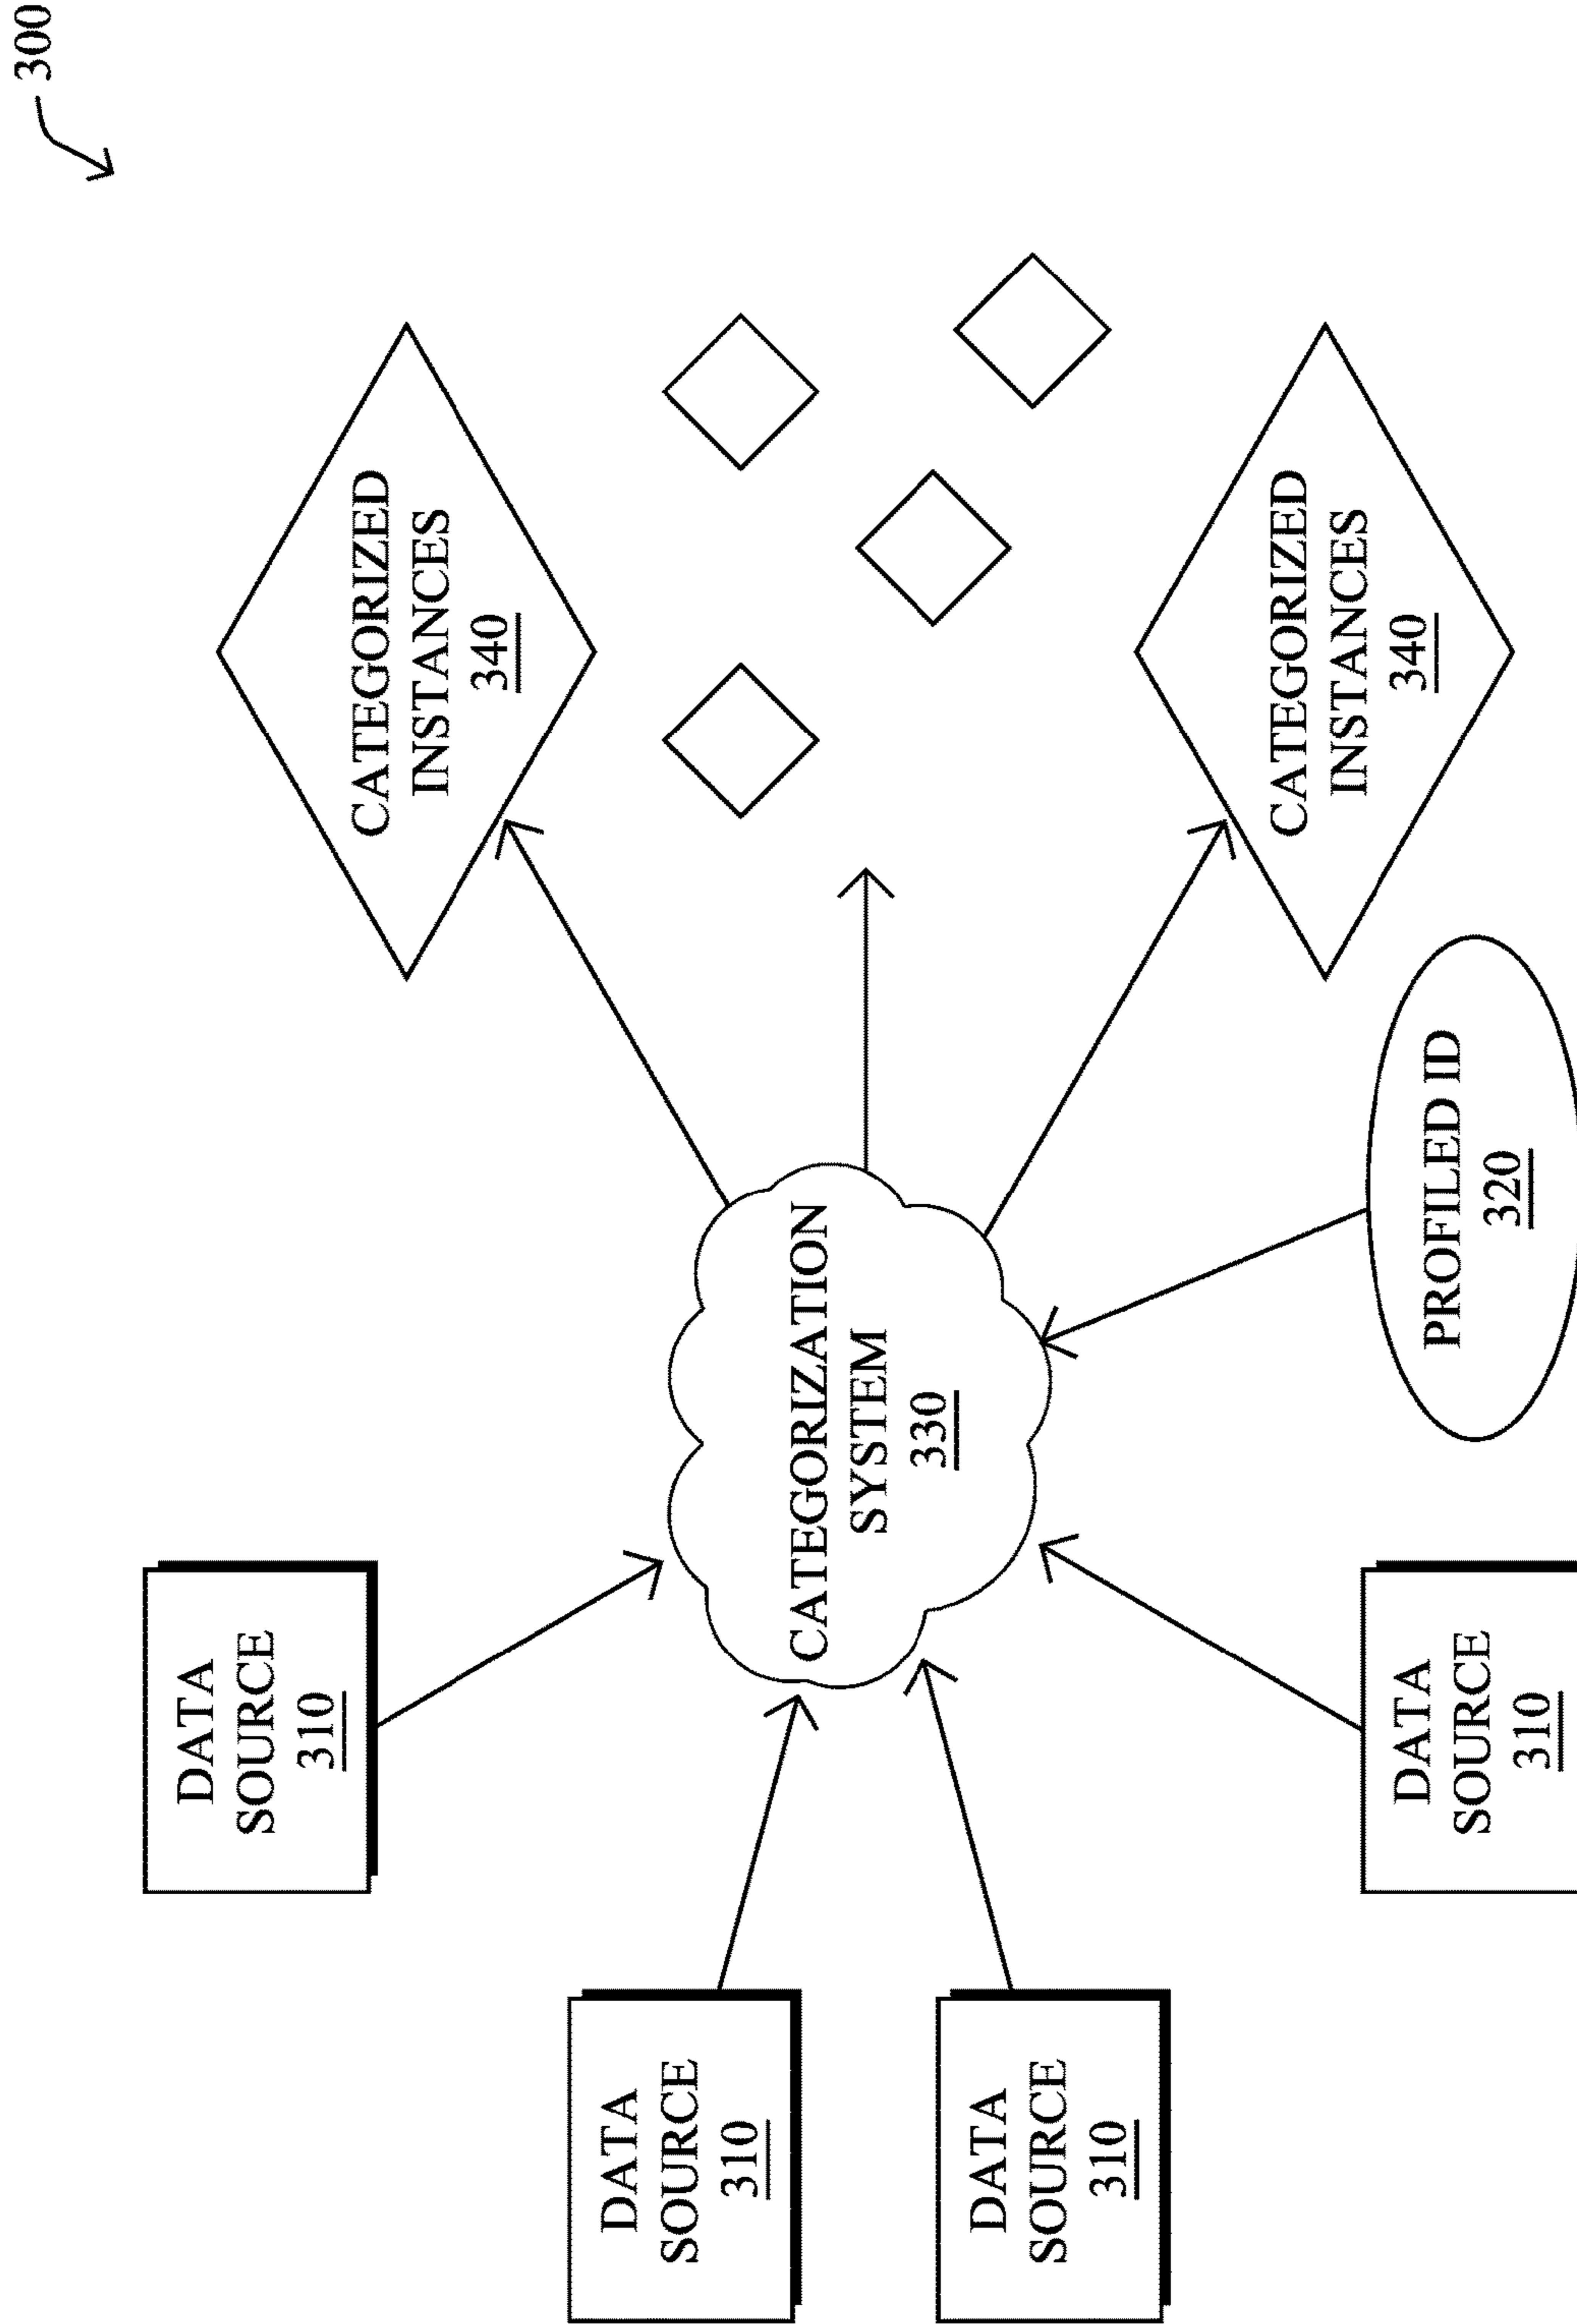 300
DATA
SOURCE
310
CATEGORIZED
INSTANCES
340
DATA
SOURCE
310
CATEGORIZATION
SYSTEM
330
DATA
SOURCE
310
CATEGORIZED
INSTANCES
340
DATA
SOURCE
310
PROFILED ID
320